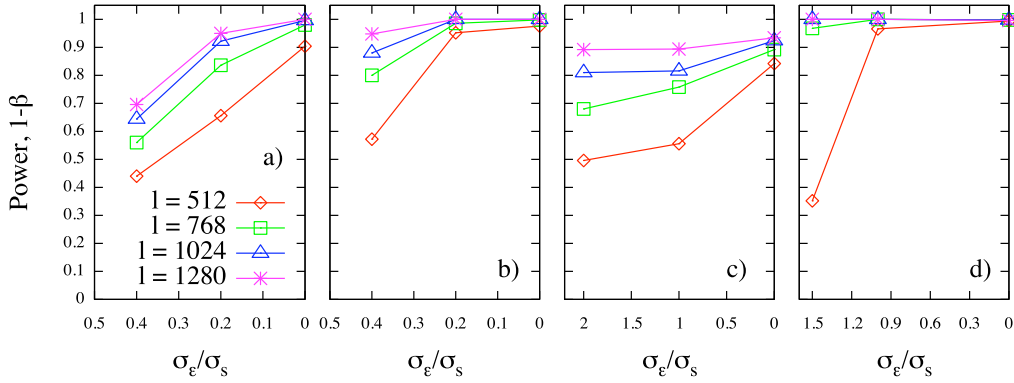 Power, 1-β
1
0.9
0.8
0.7
0.6
0.5
0.4
0.3
0.2
0.1
0
a)
b)
c)
d)
l = 512
l = 768
l = 1024
l = 1280
0.5 0.4 0.3 0.2 0.1 0
0.5 0.4 0.3 0.2 0.1 0
2 1.5 1 0.5 0
1.5 1.2 0.9 0.6 0.3 0
σε/σs
σε/σs
σε/σs
σε/σs